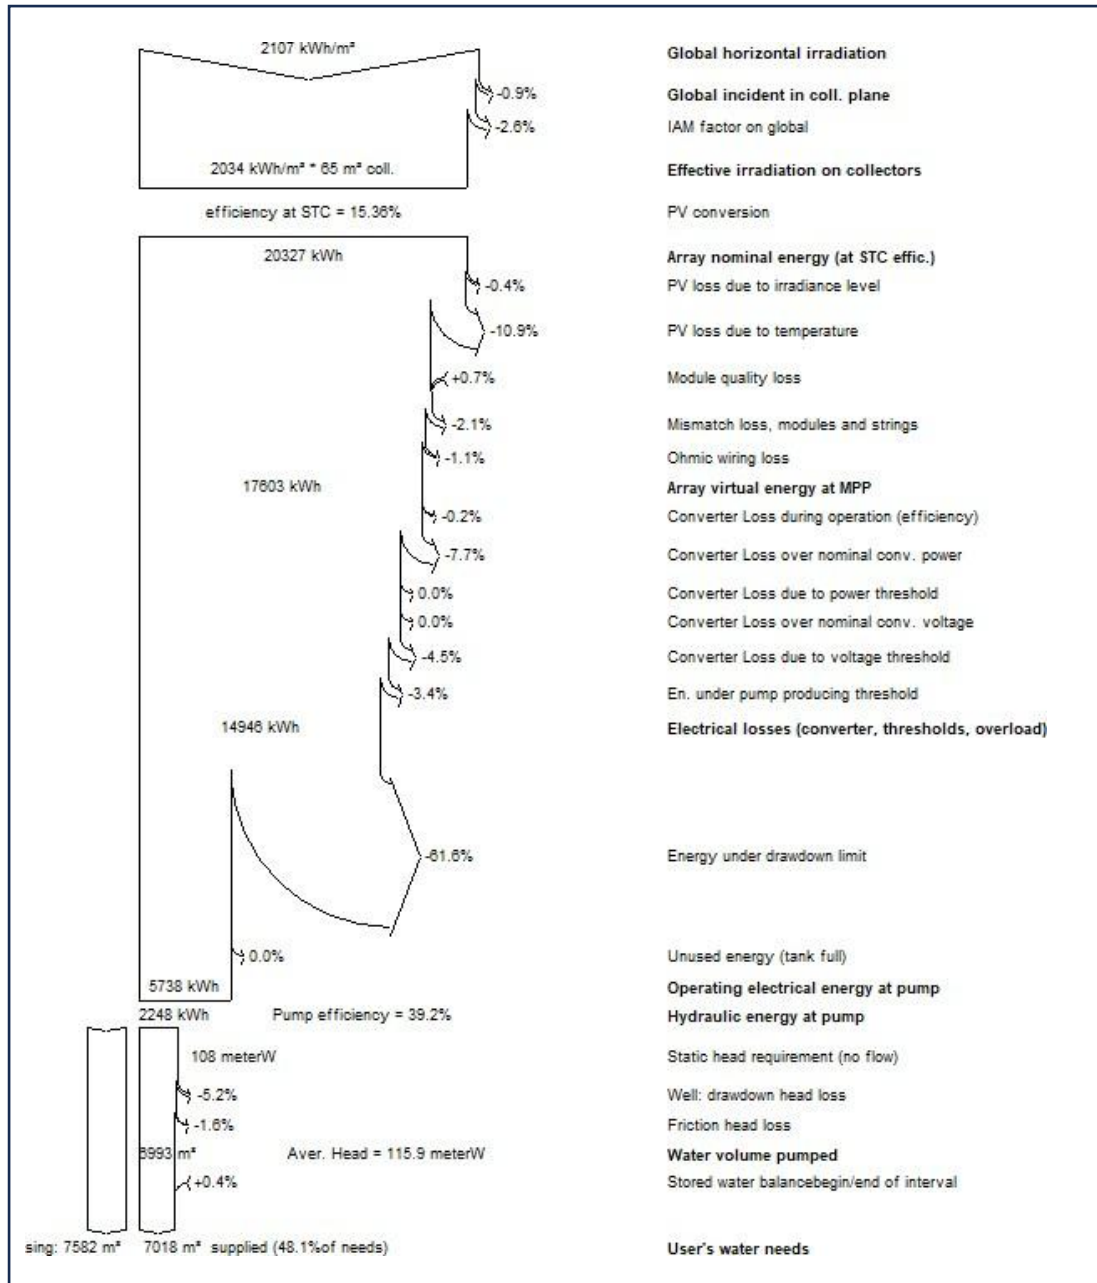 2107 kWh/m² Global horizontal irradiation
-0.9% Global incident in coll. plane
-2.6% IAM factor on global
2034 kWh/m² * 65 m² coll. Effective irradiation on collectors
efficiency at STC = 15.36% PV conversion
20327 kWh Array nominal energy (at STC effic.)
-0.4% PV loss due to irradiance level
-10.9% PV loss due to temperature
+0.7% Module quality loss
-2.1% Mismatch loss, modules and strings
-1.1% Ohmic wiring loss
17603 kWh Array virtual energy at MPP
-0.2% Converter Loss during operation (efficiency)
-7.7% Converter Loss over nominal conv. power
0.0% Converter Loss due to power threshold
0.0% Converter Loss over nominal conv. voltage
-4.5% Converter Loss due to voltage threshold
-3.4% En. under pump producing threshold
14946 kWh Electrical losses (converter, thresholds, overload)
-61.6% Energy under drawdown limit
0.0% Unused energy (tank full)
5738 kWh Operating electrical energy at pump
2248 kWh Pump efficiency = 39.2% Hydraulic energy at pump
108 meterW Static head requirement (no flow)
-5.2% Well: drawdown head loss
-1.6% Friction head loss
6993 m³ Aver. Head = 115.9 meterW Water volume pumped
+0.4% Stored water balancebegin/end of interval
sing: 7582 m³ 7018 m³ supplied (48.1%of needs) User's water needs